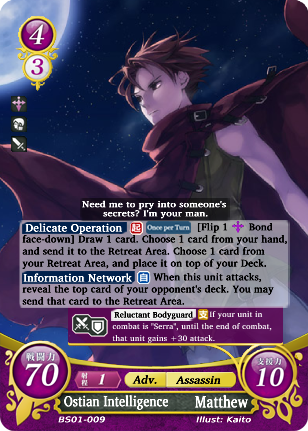 4
3
Need me to pry into someone's
secrets? I'm your man.
Delicate Operation 起 Once per Turn [Flip 1 Bond
face-down] Draw 1 card. Choose 1 card from your hand,
and send it to the Retreat Area. Choose 1 card from
your Retreat Area, and place it on top of your Deck.
Information Network 自 When this unit attacks,
reveal the top card of your opponent's deck. You may
send that card to the Retreat Area.
Reluctant Bodyguard 支 If your unit in
combat is "Serra", until the end of combat,
that unit gains +30 attack.
戦闘力
70
射程 1
Adv.
Assassin
支援力
10
Ostian Intelligence
Matthew
BS01-009
Illust: Kaito